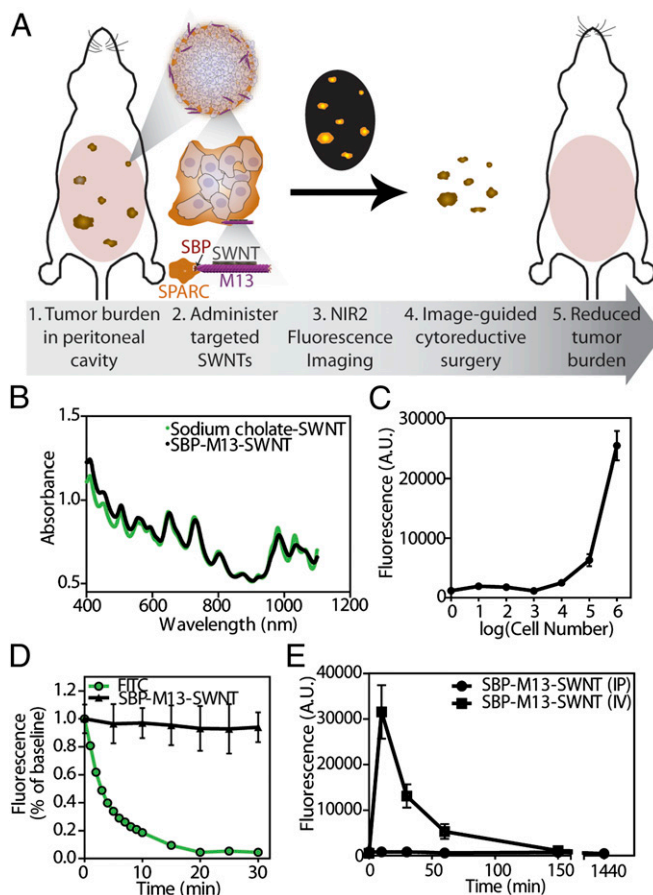 A
SBP
SWNT
M13
SPARC
1. Tumor burden
in peritoneal
cavity
2. Administer
targeted
SWNTs
3. NIR2
Fluorescence
Imaging
4. Image-guided
cytoreductive
surgery
5. Reduced
tumor
burden
B
1.5
1.0
0.5
Absorbance
Sodium cholate-SWNT
SBP-M13-SWNT
400 600 800 1000 1200
Wavelength (nm)
C
30000
20000
10000
0
Fluorescence (A.U.)
0 1 2 3 4 5 6
log(Cell Number)
D
FITC
SBP-M13-SWNT
1.0
0.8
0.6
0.4
0.2
0.0
Fluorescence
(% of baseline)
0 10 20 30
Time (min)
E
40000
30000
20000
10000
0
Fluorescence (A.U.)
SBP-M13-SWNT (IP)
SBP-M13-SWNT (IV)
0 50 100 150 1440
Time (min)